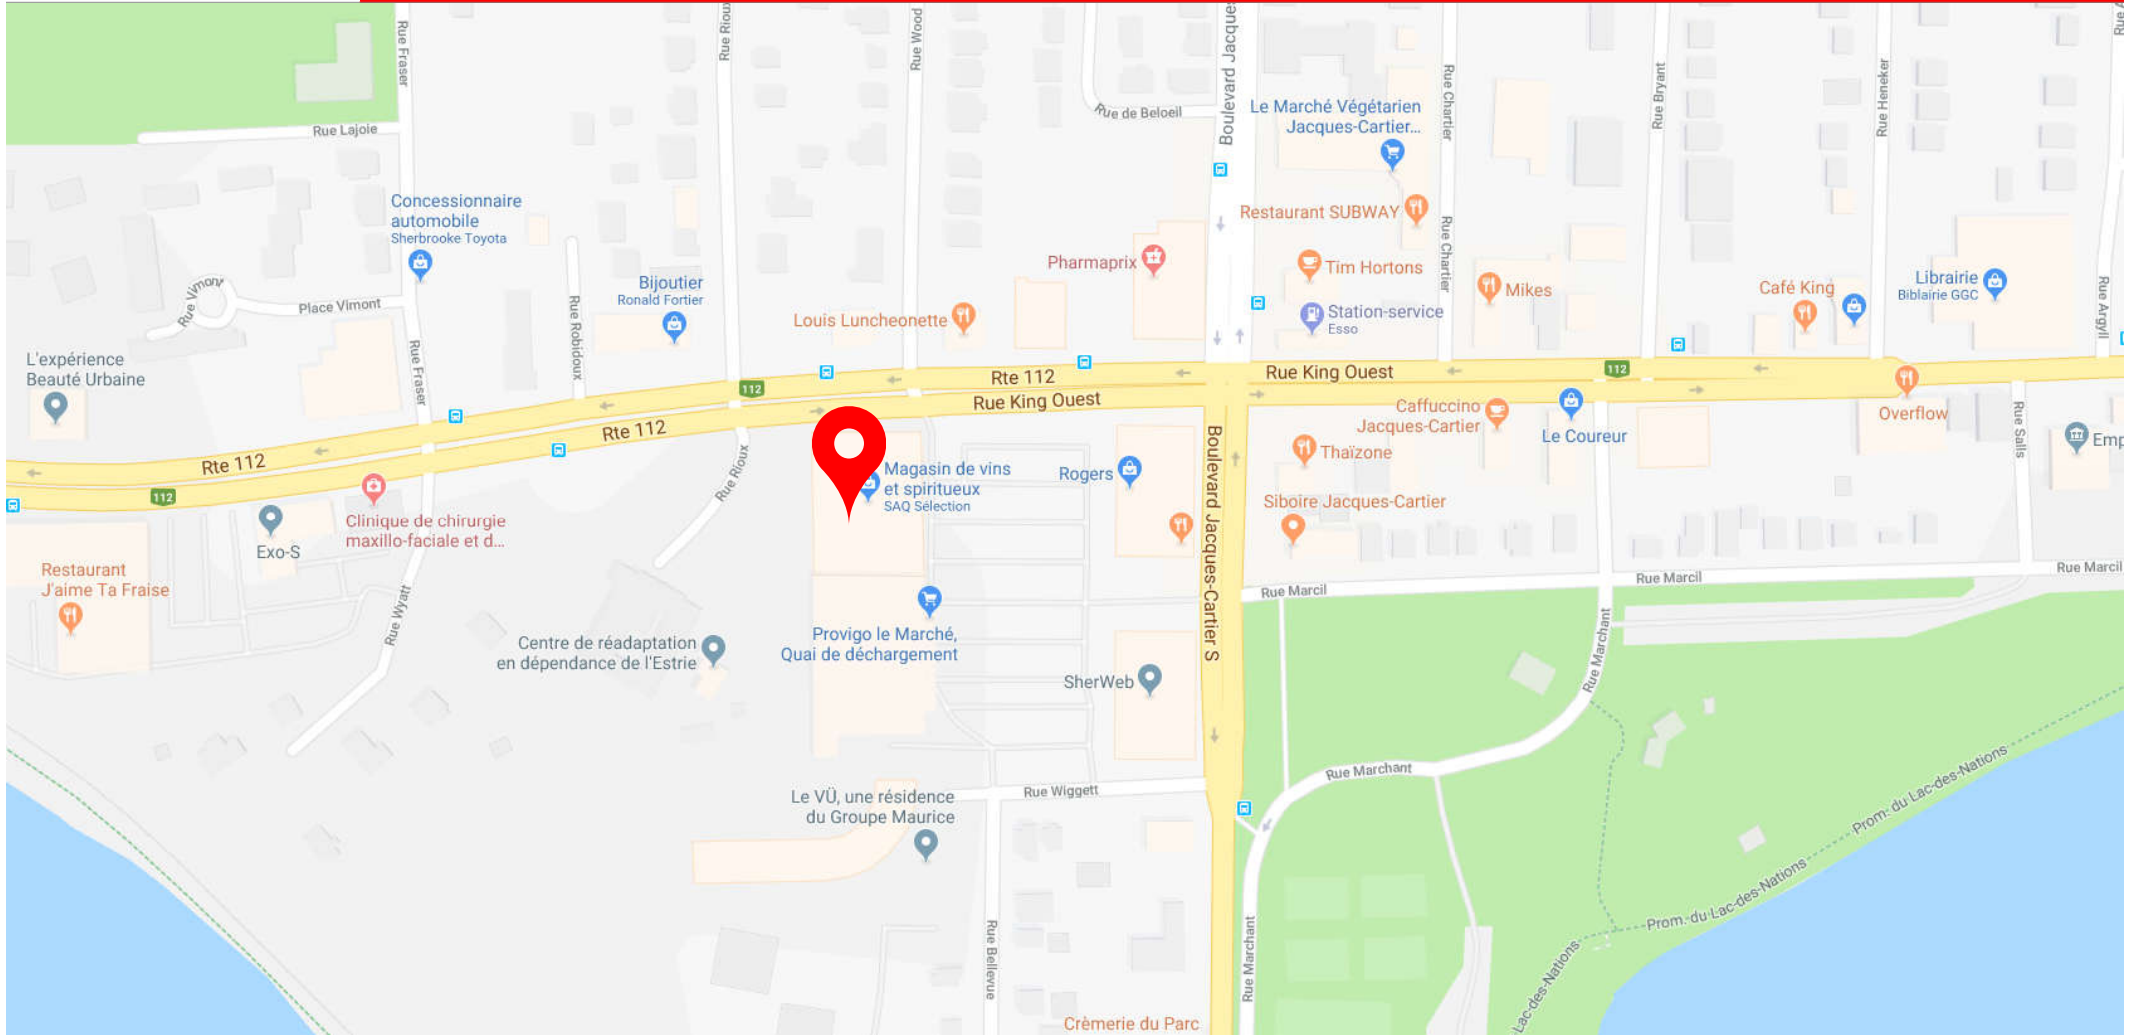 Rue Fraser
Rue Rioux
Rue Wood
Boulevard Jacques
Rue Lajoie
Rue de Beloeil
Le Marché Végétarien
Jacques-Cartier...
Rue Chartier
Rue Bryant
Rue Heneker
Concessionnaire
automobile
Sherbrooke Toyota
Restaurant SUBWAY
Rue Chartier
Pharmaprix
Tim Hortons
Mikes
Café King
Librairie
Biblairie GGC
Rue Argyll
Rue Vimont
Place Vimont
Bijoutier
Ronald Fortier
Rue Robidoux
Louis Luncheonette
Station-service
Esso
L'expérience
Beauté Urbaine
Rue Fraser
112
Rte 112
Rue King Ouest
112
Rue King Ouest
Rte 112
Rte 112
112
Caffuccino
Jacques-Cartier
Le Coureur
Overflow
Rue Salls
Emp
Thaïzone
Rue Rioux
Magasin de vins
et spiritueux
SAQ Sélection
Rogers
Boulevard Jacques-Cartier S
Siboire Jacques-Cartier
Clinique de chirurgie
maxillo-faciale et d...
Exo-S
Restaurant
J'aime Ta Fraise
Rue Wyatt
Rue Marcil
Rue Marcil
Rue Marcil
Centre de réadaptation
en dépendance de l'Estrie
Provigo le Marché,
Quai de déchargement
SherWeb
Rue Marchant
Rue Marchant
Le VÜ, une résidence
du Groupe Maurice
Rue Wiggett
Prom. du Lac-des-Nations
Prom. du Lac-des-Nations
Lac-des-Nations
Rue Bellevue
Rue Marchant
Crèmerie du Parc